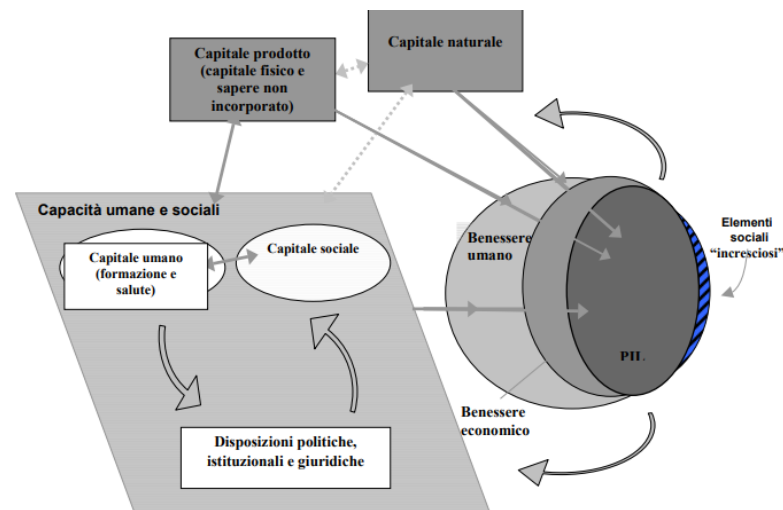 Capitale prodotto
(capitale fisico e
sapere non
incorporato)
Capitale naturale
Capacità umane e sociali
Capitale umano
(formazione e
salute)
Capitale sociale
Disposizioni politiche,
istituzionali e giuridiche
Benessere
umano
Benessere
economico
PIL
Elementi
sociali
“incresciosi”